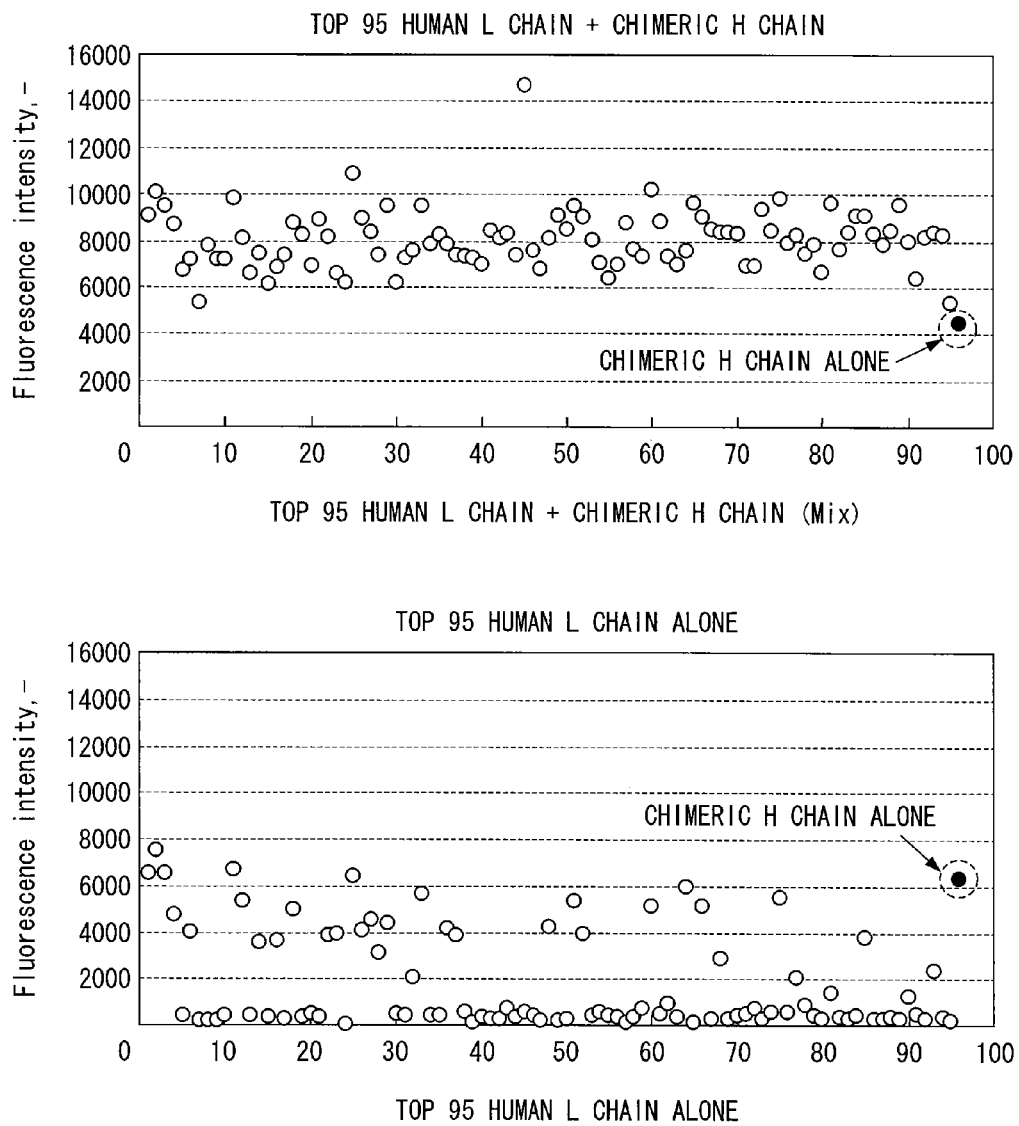 TOP 95 HUMAN L CHAIN + CHIMERIC H CHAIN
Fluorescence intensity,-
16000
14000
12000
10000
8000
6000
4000
2000
CHIMERIC H CHAIN ALONE
0 10 20 30 40 50 60 70 80 90 100
TOP 95 HUMAN L CHAIN + CHIMERIC H CHAIN (Mix)
TOP 95 HUMAN L CHAIN ALONE
Fluorescence intensity,-
16000
14000
12000
10000
8000
6000
4000
2000
CHIMERIC H CHAIN ALONE
0 10 20 30 40 50 60 70 80 90 100
TOP 95 HUMAN L CHAIN ALONE